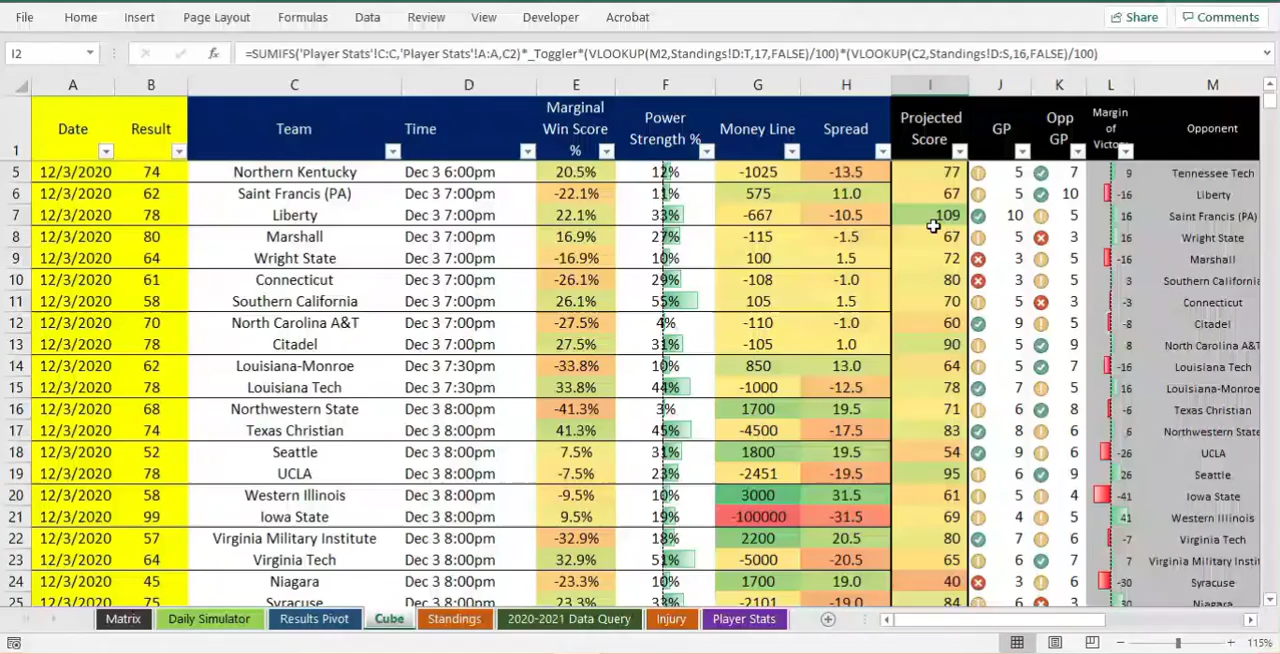 File Home Insert Page Layout Formulas Data Review View Developer Acrobat Share Comments
I2 fx =SUMIFS('Player Stats'!C:C,'Player Stats'!A:A,C2)*_Toggler*(VLOOKUP(M2,Standings!D:T,17,FALSE)/100)*(VLOOKUP(C2,Standings!D:S,16,FALSE)/100)
A B C D E F G H I J K L M
1 Date Result Team Time Marginal Win Score % Power Strength % Money Line Spread Projected Score GP Opp GP Margin of Victory Opponent
5 12/3/2020 74 Northern Kentucky Dec 3 6:00pm 20.5% 12% -1025 -13.5 77 5 7 9 Tennessee Tech
6 12/3/2020 62 Saint Francis (PA) Dec 3 7:00pm -22.1% 11% 575 11.0 67 5 10 -16 Liberty
7 12/3/2020 78 Liberty Dec 3 7:00pm 22.1% 33% -667 -10.5 109 10 5 16 Saint Francis (PA)
8 12/3/2020 80 Marshall Dec 3 7:00pm 16.9% 27% -115 -1.5 67 5 3 16 Wright State
9 12/3/2020 64 Wright State Dec 3 7:00pm -16.9% 10% 100 1.5 72 3 5 -16 Marshall
10 12/3/2020 61 Connecticut Dec 3 7:00pm -26.1% 29% -108 -1.0 80 3 5 3 Southern California
11 12/3/2020 58 Southern California Dec 3 7:00pm 26.1% 55% 105 1.5 70 5 3 -3 Connecticut
12 12/3/2020 70 North Carolina A&T Dec 3 7:00pm -27.5% 4% -110 -1.0 60 9 5 -8 Citadel
13 12/3/2020 78 Citadel Dec 3 7:00pm 27.5% 31% -105 1.0 90 5 9 8 North Carolina A&T
14 12/3/2020 62 Louisiana-Monroe Dec 3 7:30pm -33.8% 10% 850 13.0 64 5 7 -16 Louisiana Tech
15 12/3/2020 78 Louisiana Tech Dec 3 7:30pm 33.8% 44% -1000 -12.5 78 7 5 16 Louisiana-Monroe
16 12/3/2020 68 Northwestern State Dec 3 8:00pm -41.3% 3% 1700 19.5 71 6 8 -6 Texas Christian
17 12/3/2020 74 Texas Christian Dec 3 8:00pm 41.3% 45% -4500 -17.5 83 8 6 6 Northwestern State
18 12/3/2020 52 Seattle Dec 3 8:00pm 7.5% 31% 1800 19.5 54 9 6 -26 UCLA
19 12/3/2020 78 UCLA Dec 3 8:00pm -7.5% 23% -2451 -19.5 95 6 9 26 Seattle
20 12/3/2020 58 Western Illinois Dec 3 8:00pm -9.5% 10% 3000 31.5 61 5 4 -41 Iowa State
21 12/3/2020 99 Iowa State Dec 3 8:00pm 9.5% 19% -100000 -31.5 69 4 5 41 Western Illinois
22 12/3/2020 57 Virginia Military Institute Dec 3 8:00pm -32.9% 18% 2200 20.5 80 7 6 -7 Virginia Tech
23 12/3/2020 64 Virginia Tech Dec 3 8:00pm 32.9% 51% -5000 -20.5 65 6 7 7 Virginia Military Instit
24 12/3/2020 45 Niagara Dec 3 8:00pm -23.3% 10% 1700 19.0 40 3 6 -30 Syracuse
25 12/3/2020 75 Syracuse Dec 3 8:00pm 23.3% 33% -2101 -19.0 84 6 3 30 Niagara
Matrix Daily Simulator Results Pivot Cube Standings 2020-2021 Data Query Injury Player Stats
115%